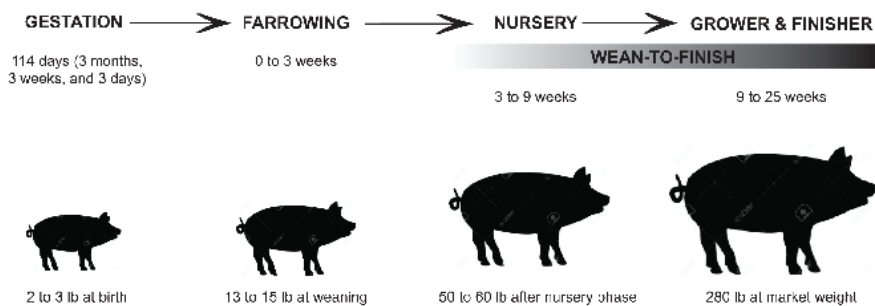 GESTATION
FARROWING
NURSERY
GROWER & FINISHER
114 days (3 months,
3 weeks, and 3 days)
0 to 3 weeks
WEAN-TO-FINISH
3 to 9 weeks
9 to 25 weeks
2 to 3 lb at birth
13 to 15 lb at weaning
50 to 60 lb after nursery phase
280 lb at market weight